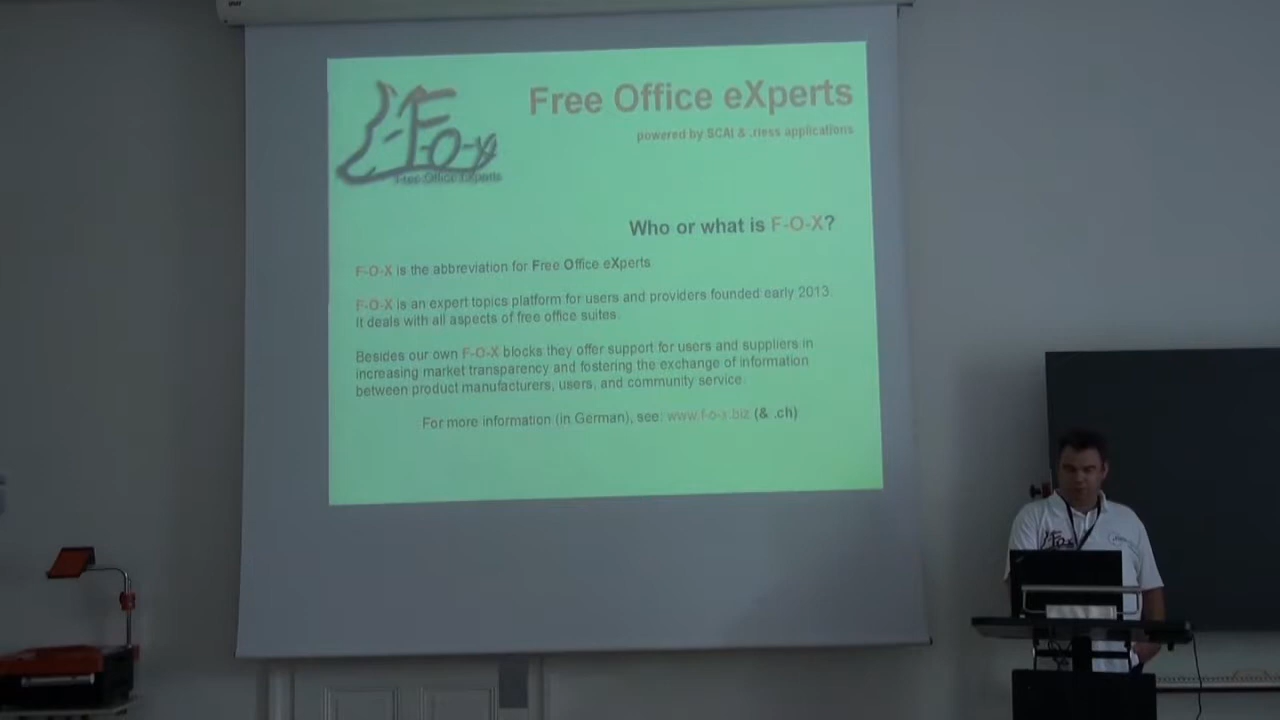 F-O-X
Free Office eXperts
Free Office eXperts
powered by SCAI & .riess applications
Who or what is F-O-X?
F-O-X is the abbreviation for Free Office eXperts
F-O-X is an expert topics platform for users and providers founded early 2013.
It deals with all aspects of free office suites.
Besides our own F-O-X blocks they offer support for users and suppliers in
increasing market transparency and fostering the exchange of information
between product manufacturers, users, and community service.
For more information (in German), see: www.f-o-x.biz (& .ch)